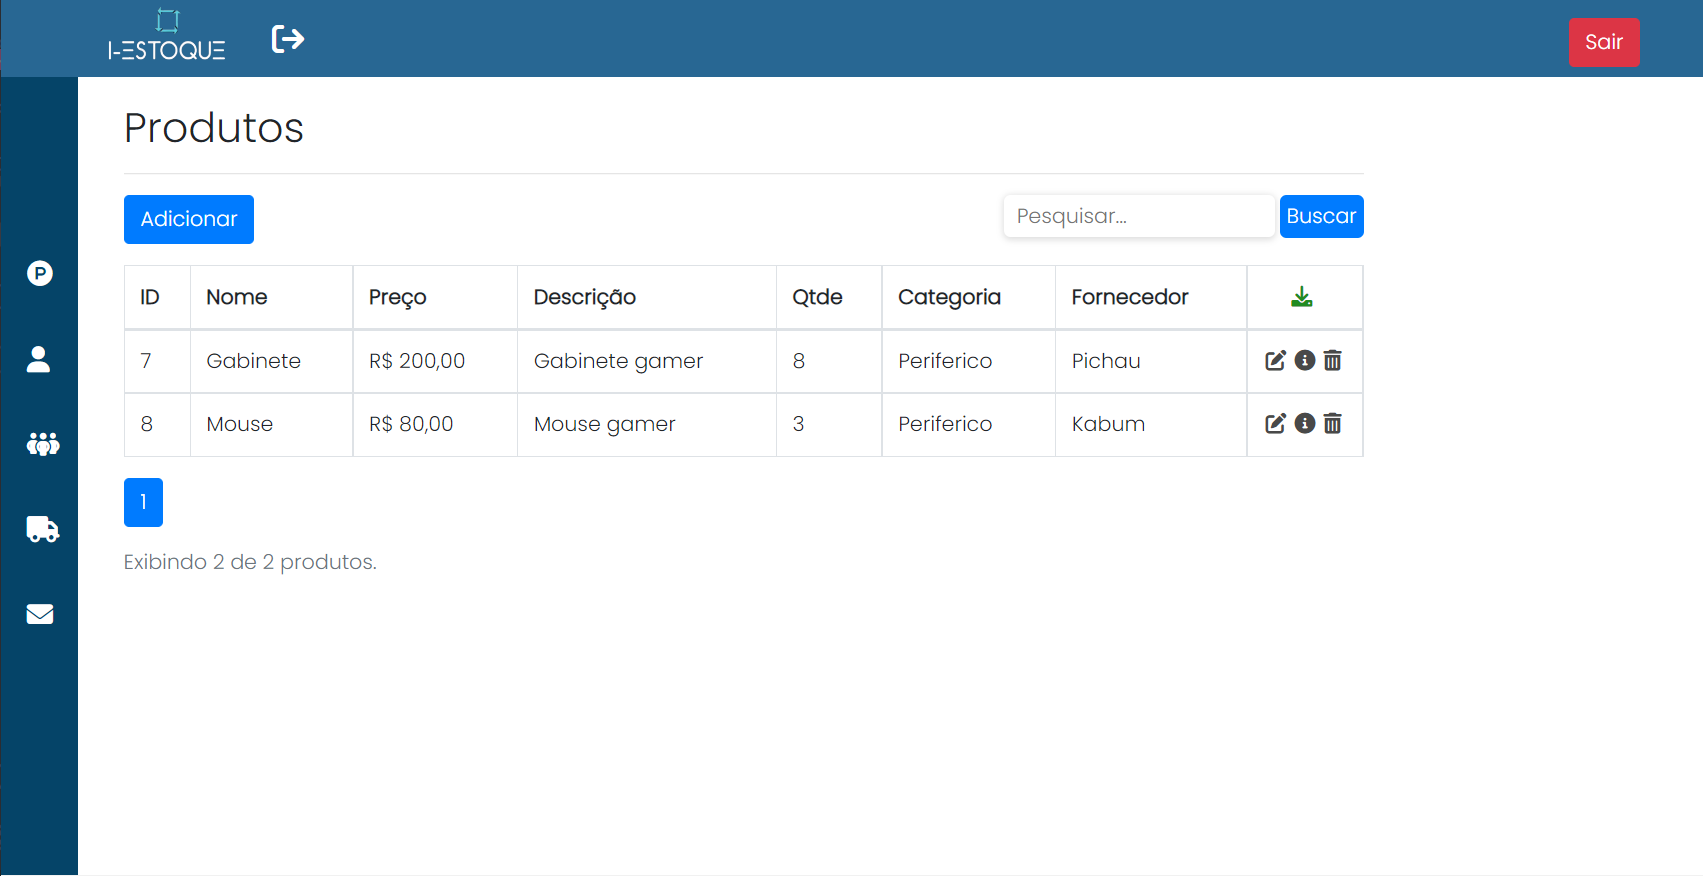 I-ESTOQUE
Sair
Produtos
Adicionar
Pesquisar...
Buscar
ID Nome Preço Descrição Qtde Categoria Fornecedor
7 Gabinete R$ 200,00 Gabinete gamer 8 Periferico Pichau
8 Mouse R$ 80,00 Mouse gamer 3 Periferico Kabum
1
Exibindo 2 de 2 produtos.
P